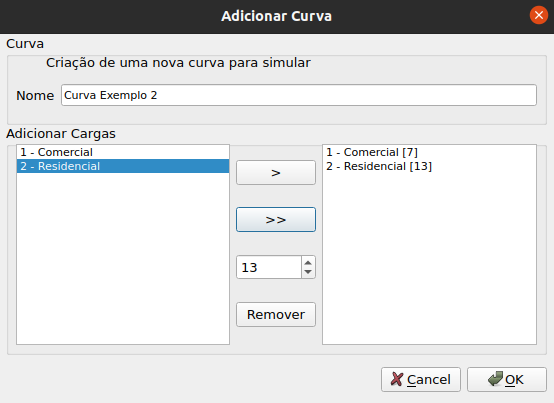 Adicionar Curva
Curva
Criação de uma nova curva para simular
Nome Curva Exemplo 2
Adicionar Cargas
1 - Comercial
2 - Residencial
>
>>
13
Remover
1 - Comercial [7]
2 - Residencial [13]
Cancel OK